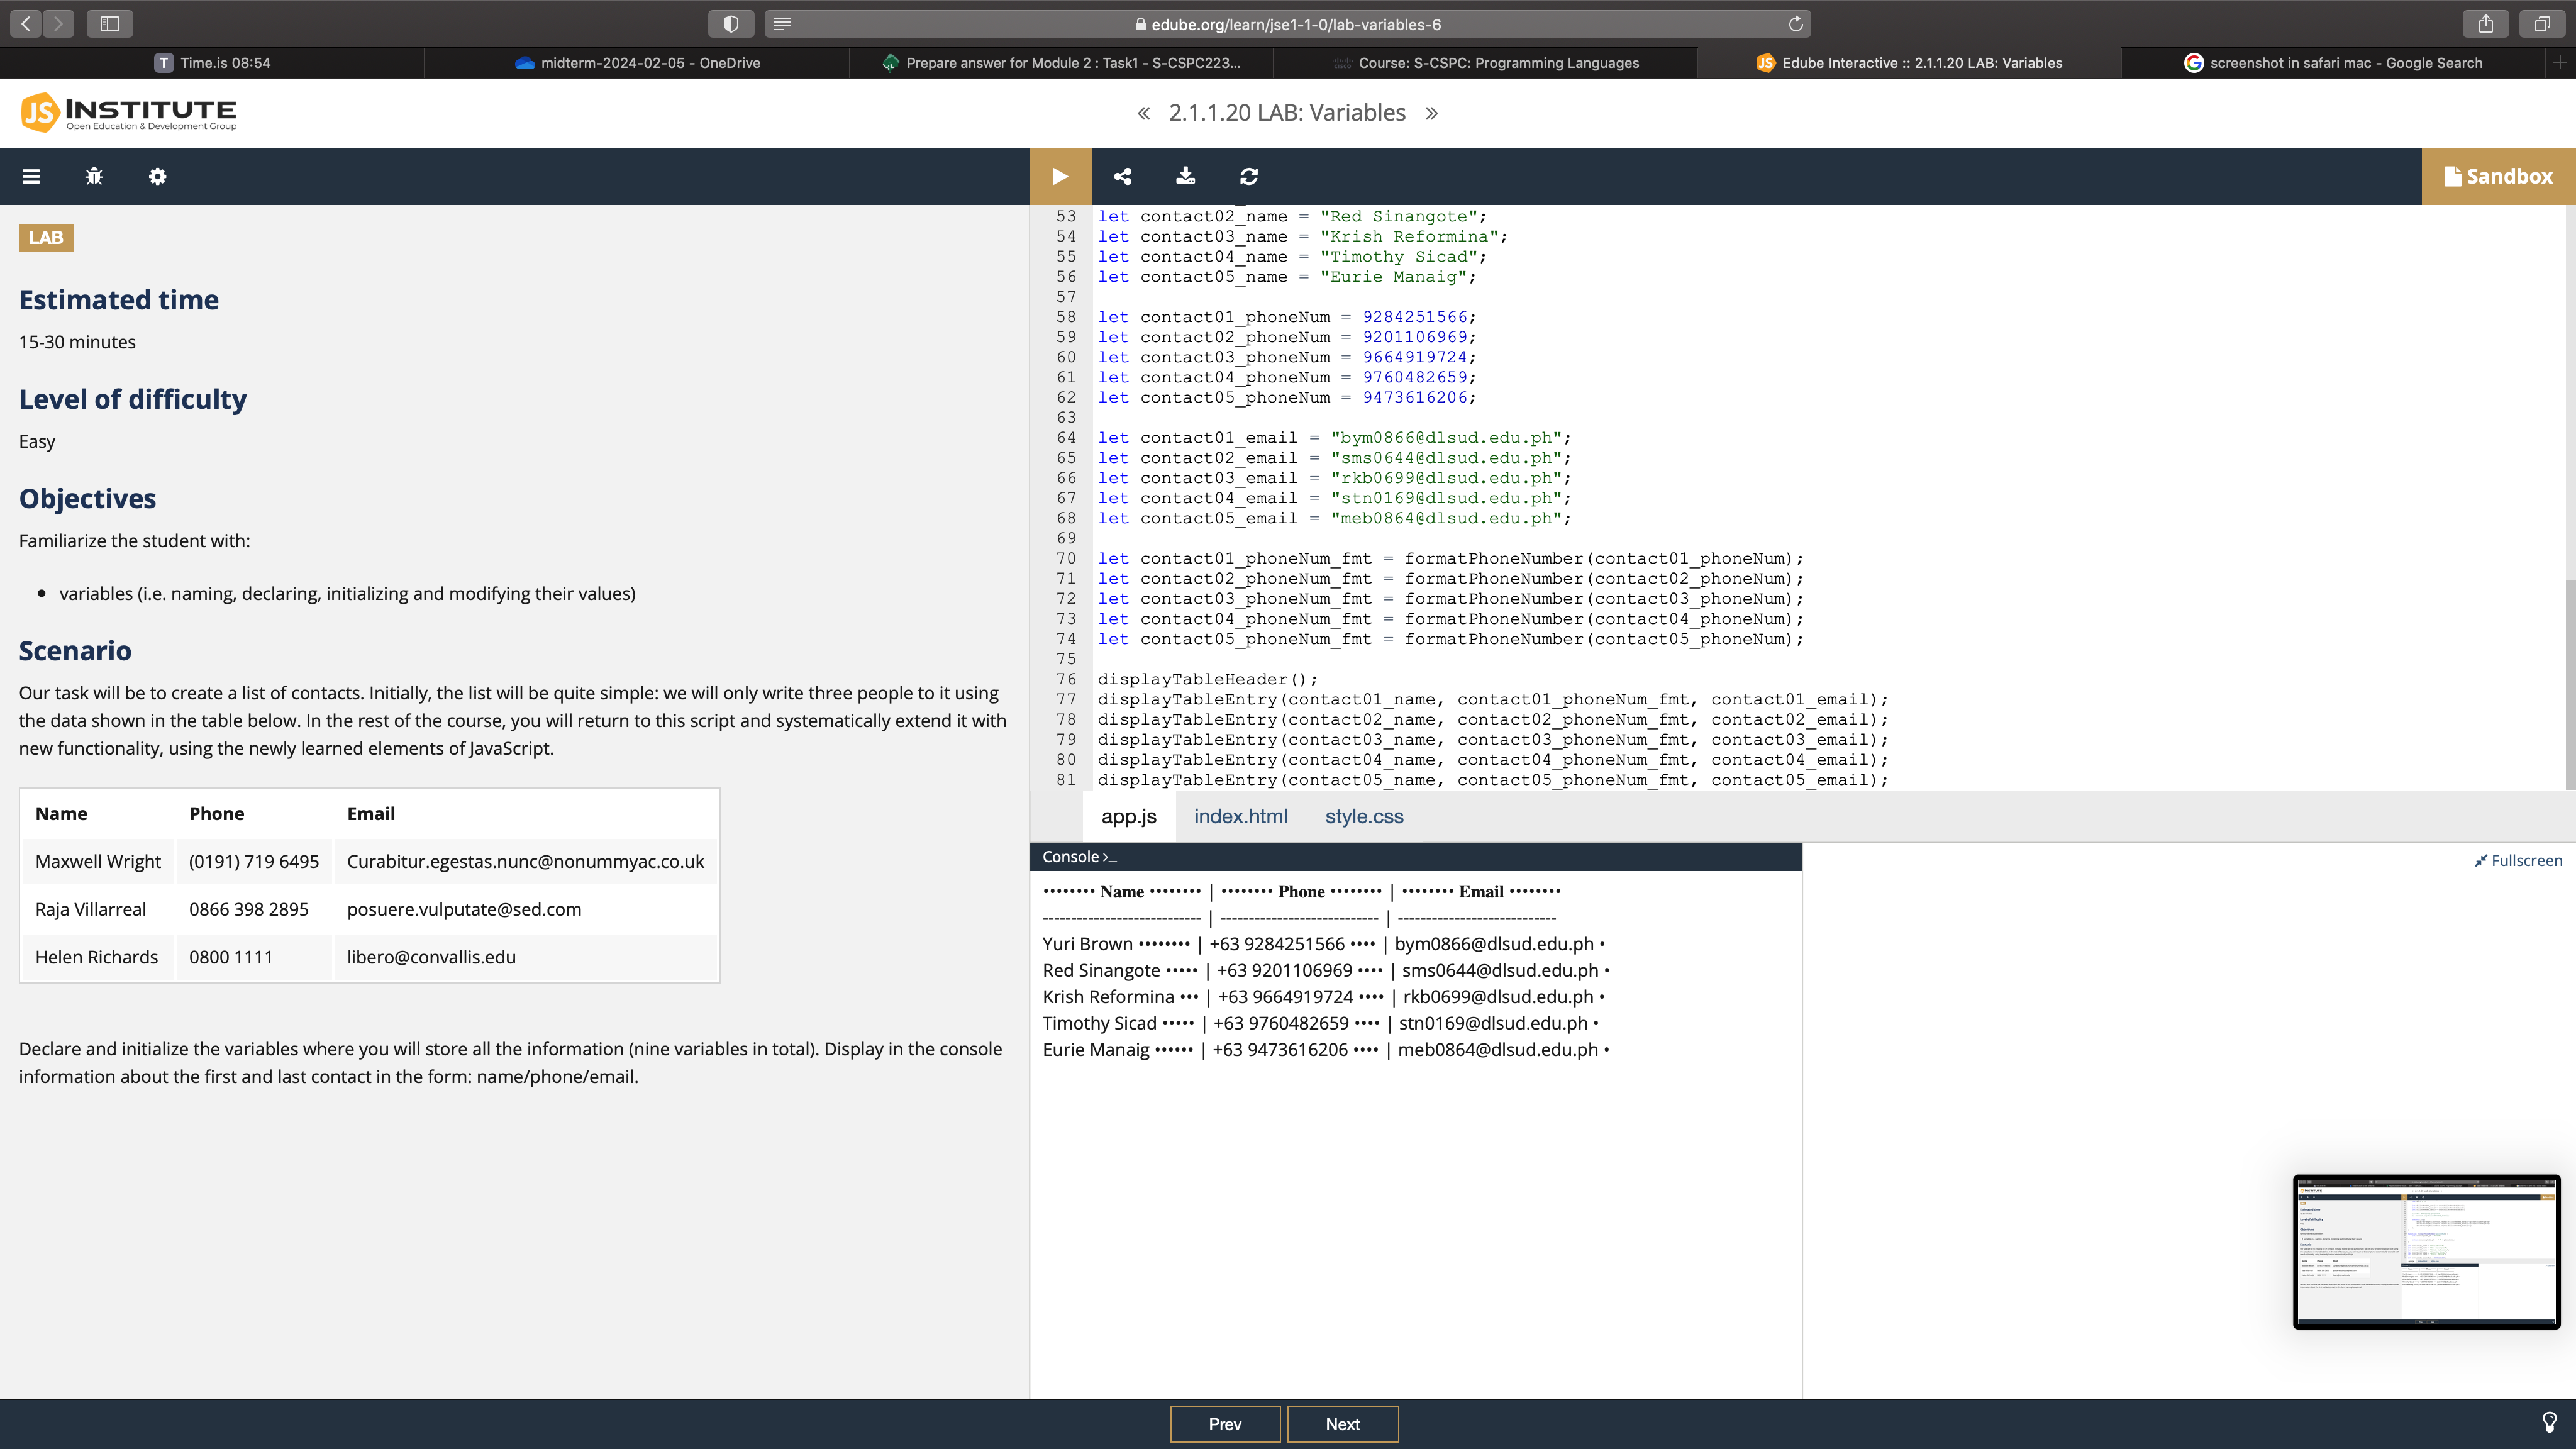 edube.org/learn/jse1-1-0/lab-variables-6
T Time.is 08:54
midterm-2024-02-05 - OneDrive
Prepare answer for Module 2 : Task1 - S-CSPC223...
Course: S-CSPC: Programming Languages
JS Edube Interactive :: 2.1.1.20 LAB: Variables
G screenshot in safari mac - Google Search
JS INSTITUTE
Open Education & Development Group
« 2.1.1.20 LAB: Variables »
Sandbox
LAB
Estimated time
15-30 minutes
Level of difficulty
Easy
Objectives
Familiarize the student with:
• variables (i.e. naming, declaring, initializing and modifying their values)
Scenario
Our task will be to create a list of contacts. Initially, the list will be quite simple: we will only write three people to it using
the data shown in the table below. In the rest of the course, you will return to this script and systematically extend it with
new functionality, using the newly learned elements of JavaScript.
Name Phone Email
Maxwell Wright (0191) 719 6495 Curabitur.egestas.nunc@nonummyac.co.uk
Raja Villarreal 0866 398 2895 posuere.vulputate@sed.com
Helen Richards 0800 1111 libero@convallis.edu
Declare and initialize the variables where you will store all the information (nine variables in total). Display in the console
information about the first and last contact in the form: name/phone/email.
53 let contact02_name = "Red Sinangote";
54 let contact03_name = "Krish Reformina";
55 let contact04_name = "Timothy Sicad";
56 let contact05_name = "Eurie Manaig";
57
58 let contact01_phoneNum = 9284251566;
59 let contact02_phoneNum = 9201106969;
60 let contact03_phoneNum = 9664919724;
61 let contact04_phoneNum = 9760482659;
62 let contact05_phoneNum = 9473616206;
63
64 let contact01_email = "bym0866@dlsud.edu.ph";
65 let contact02_email = "sms0644@dlsud.edu.ph";
66 let contact03_email = "rkb0699@dlsud.edu.ph";
67 let contact04_email = "stn0169@dlsud.edu.ph";
68 let contact05_email = "meb0864@dlsud.edu.ph";
69
70 let contact01_phoneNum_fmt = formatPhoneNumber(contact01_phoneNum);
71 let contact02_phoneNum_fmt = formatPhoneNumber(contact02_phoneNum);
72 let contact03_phoneNum_fmt = formatPhoneNumber(contact03_phoneNum);
73 let contact04_phoneNum_fmt = formatPhoneNumber(contact04_phoneNum);
74 let contact05_phoneNum_fmt = formatPhoneNumber(contact05_phoneNum);
75
76 displayTableHeader();
77 displayTableEntry(contact01_name, contact01_phoneNum_fmt, contact01_email);
78 displayTableEntry(contact02_name, contact02_phoneNum_fmt, contact02_email);
79 displayTableEntry(contact03_name, contact03_phoneNum_fmt, contact03_email);
80 displayTableEntry(contact04_name, contact04_phoneNum_fmt, contact04_email);
81 displayTableEntry(contact05_name, contact05_phoneNum_fmt, contact05_email);
app.js index.html style.css
Console >_
Fullscreen
•••••••• Name •••••••• | •••••••• Phone •••••••• | •••••••• Email ••••••••
---------------------------- | ---------------------------- | ----------------------------
Yuri Brown •••••••• | +63 9284251566 •••• | bym0866@dlsud.edu.ph •
Red Sinangote ••••• | +63 9201106969 •••• | sms0644@dlsud.edu.ph •
Krish Reformina ••• | +63 9664919724 •••• | rkb0699@dlsud.edu.ph •
Timothy Sicad ••••• | +63 9760482659 •••• | stn0169@dlsud.edu.ph •
Eurie Manaig •••••• | +63 9473616206 •••• | meb0864@dlsud.edu.ph •
Prev Next